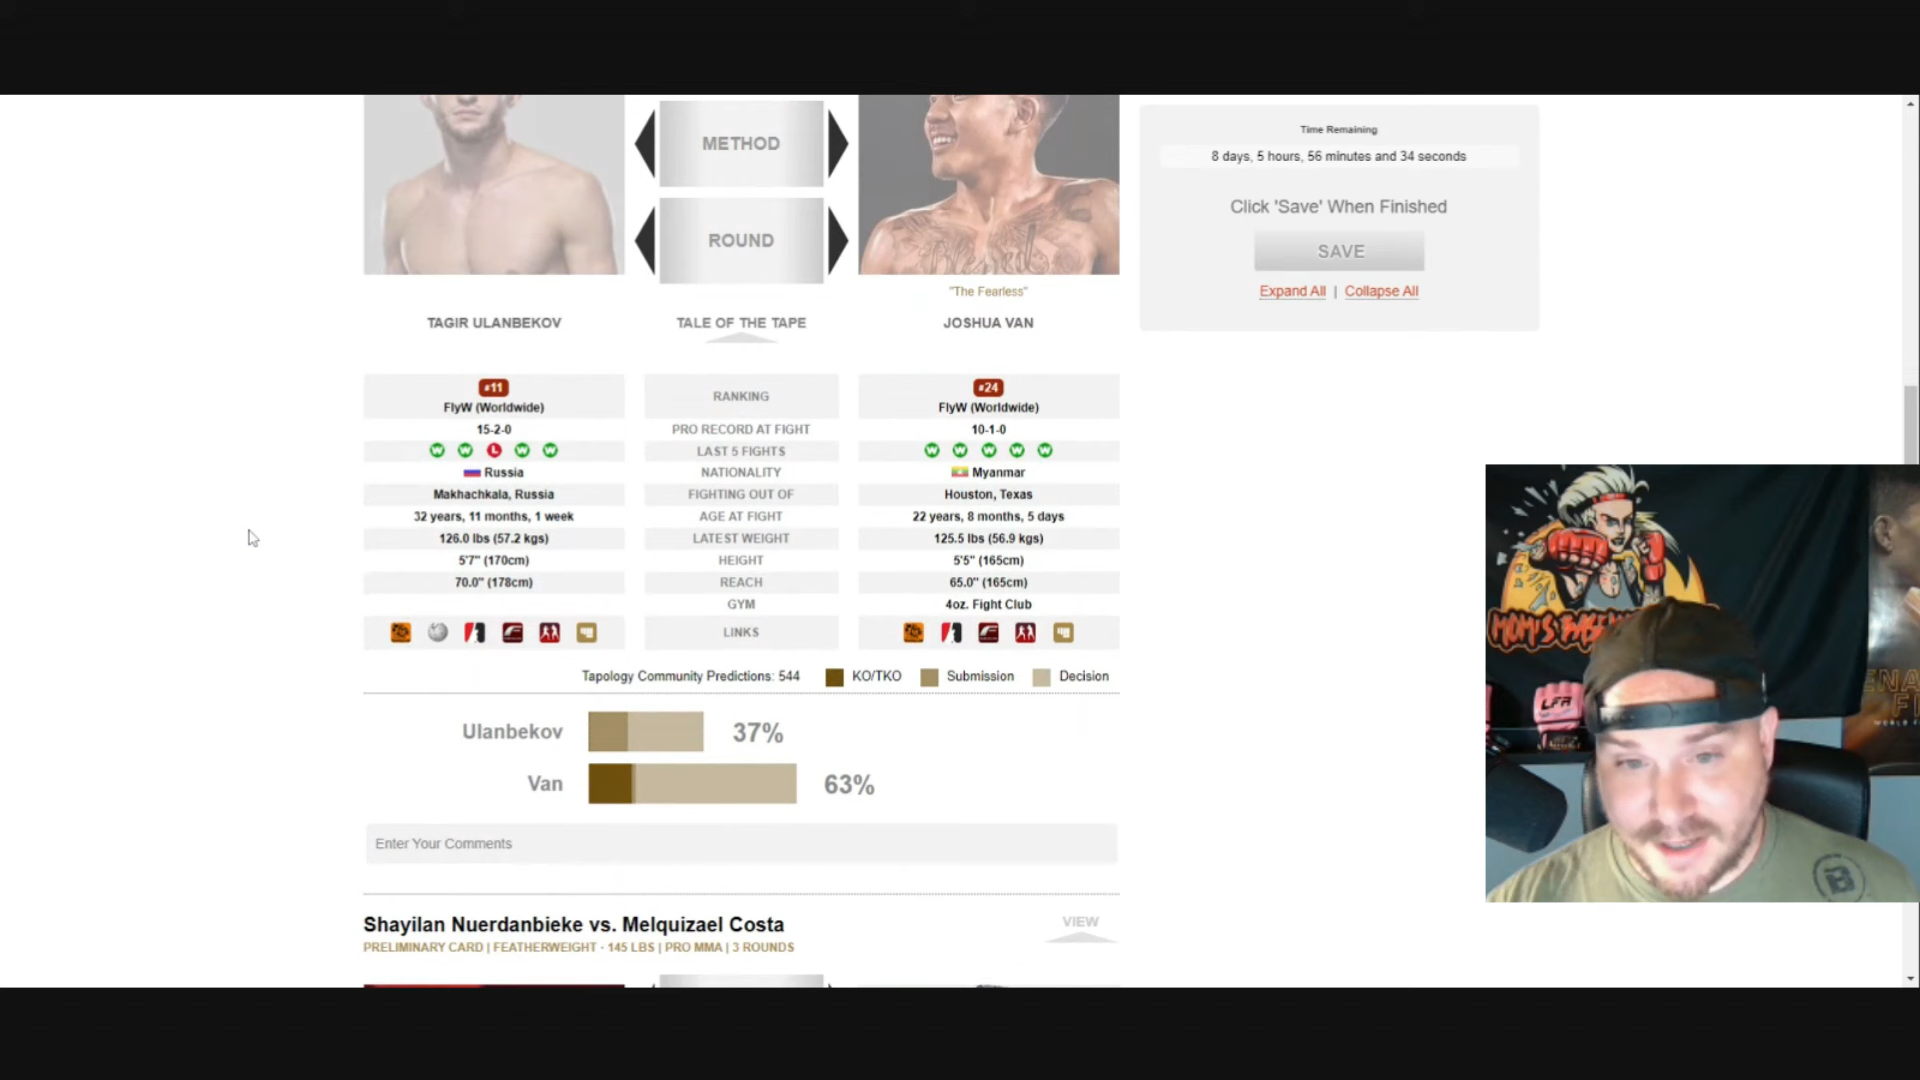 METHOD
ROUND
Time Remaining
8 days, 5 hours, 56 minutes and 34 seconds
Click 'Save' When Finished
SAVE
Expand All | Collapse All
"The Fearless"
TAGIR ULANBEKOV TALE OF THE TAPE JOSHUA VAN
#11 RANKING #24
FlyW (Worldwide) FlyW (Worldwide)
15-2-0 PRO RECORD AT FIGHT 10-1-0
W W L W W LAST 5 FIGHTS W W W W W
Russia NATIONALITY Myanmar
Makhachkala, Russia FIGHTING OUT OF Houston, Texas
32 years, 11 months, 1 week AGE AT FIGHT 22 years, 8 months, 5 days
126.0 lbs (57.2 kgs) LATEST WEIGHT 125.5 lbs (56.9 kgs)
5'7" (170cm) HEIGHT 5'5" (165cm)
70.0" (178cm) REACH 65.0" (165cm)
GYM 4oz. Fight Club
LINKS
Tapology Community Predictions: 544 KO/TKO Submission Decision
Ulanbekov 37%
Van 63%
Enter Your Comments
Shayilan Nuerdanbieke vs. Melquizael Costa VIEW
PRELIMINARY CARD | FEATHERWEIGHT · 145 LBS | PRO MMA | 3 ROUNDS
MOM'S
LFA
B